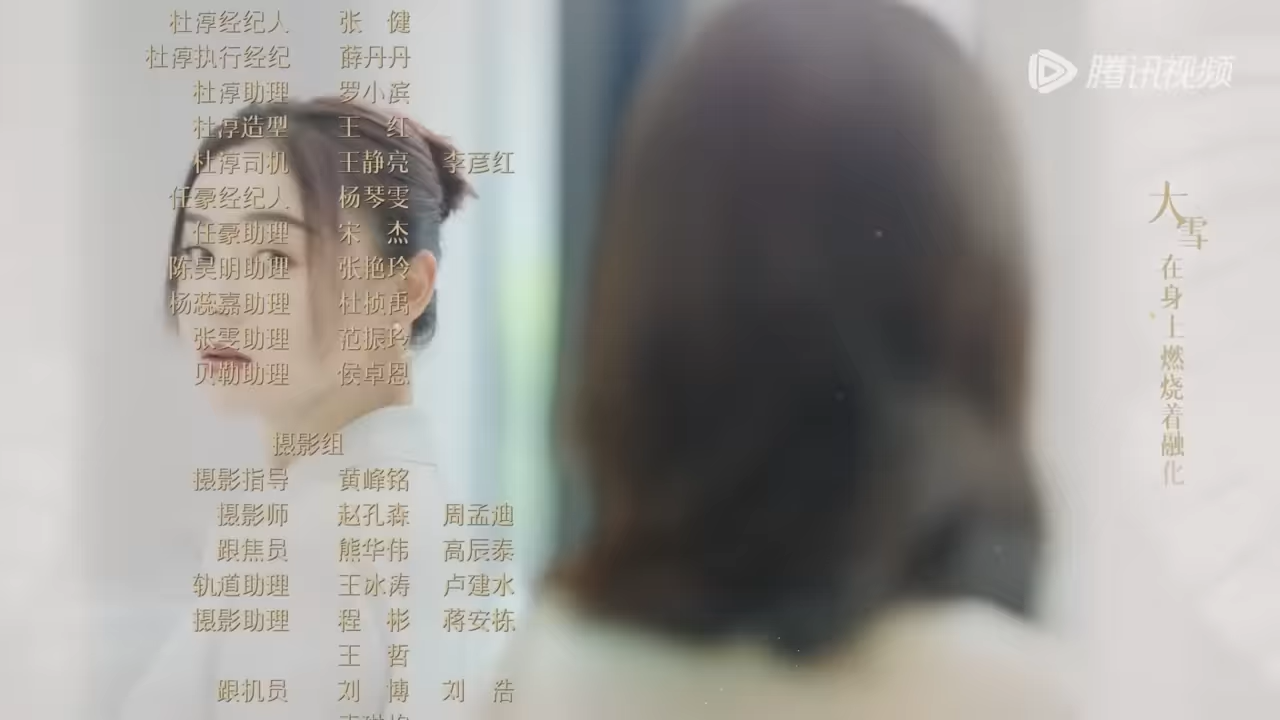 杜淳经纪人 张 健
杜淳执行经纪 薛丹丹
杜淳助理 罗小滨
杜淳造型 王 红
杜淳司机 王静亮 李彦红
任豪经纪人 杨琴雯
任豪助理 宋 杰
陈昊明助理 张艳玲
杨蕊嘉助理 杜桢禹
张雯助理 范振玲
贝勒助理 侯卓恩
摄影组
摄影指导 黄峰铭
摄影师 赵孔森 周孟迪
跟焦员 熊华伟 高辰泰
轨道助理 王冰涛 卢建水
摄影助理 程 彬 蒋安栋
王 哲
跟机员 刘 博 刘 浩
腾讯视频
大雪在身上燃烧着融化